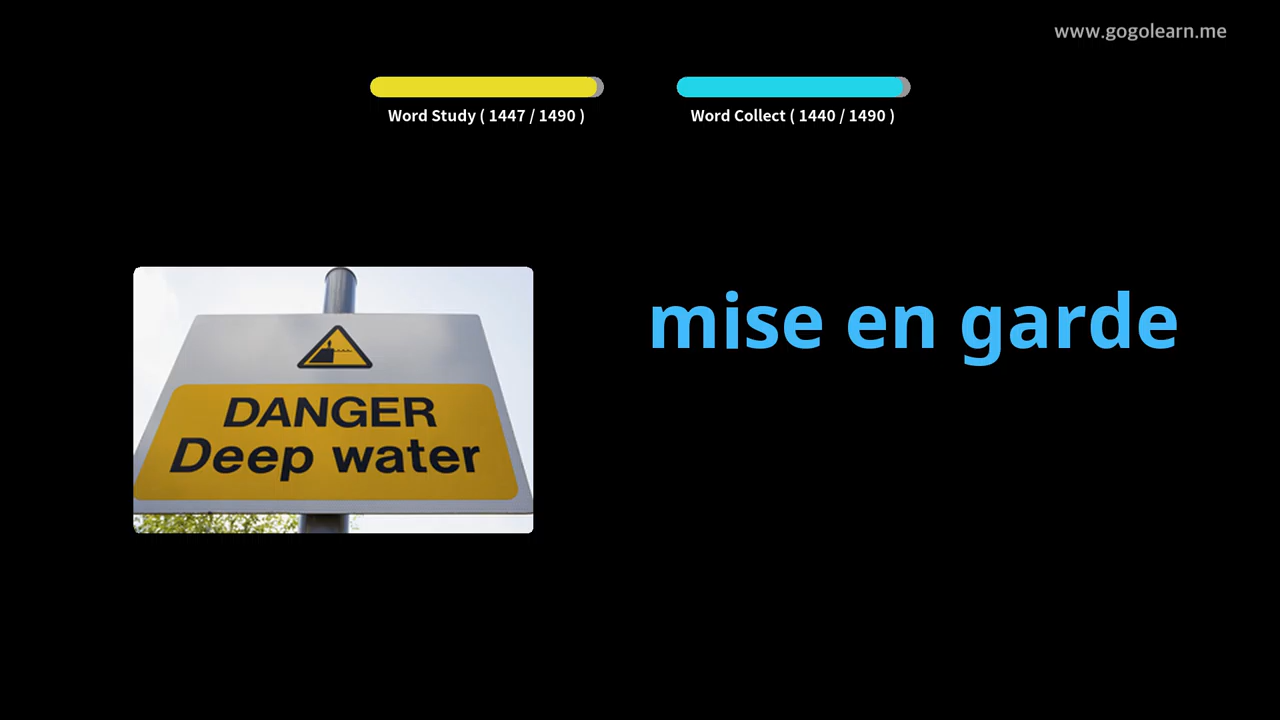 www.gogolearn.me
Word Study ( 1447 / 1490 )
Word Collect ( 1440 / 1490 )
DANGER
Deep water
mise en garde